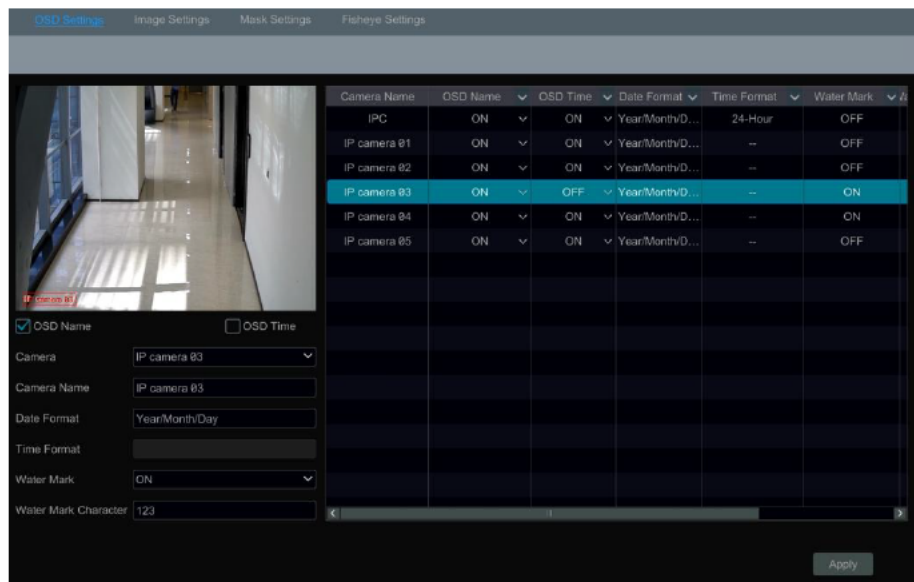 OSD Settings Image Settings Mask Settings Fisheye Settings
Camera Name OSD Name OSD Time Date Format Time Format Water Mark
IPC ON ON Year/Month/D... 24-Hour OFF
IP camera 01 ON ON Year/Month/D... -- OFF
IP camera 02 ON ON Year/Month/D... -- OFF
IP camera 03 ON OFF Year/Month/D... -- ON
IP camera 04 ON ON Year/Month/D... -- ON
IP camera 05 ON ON Year/Month/D... -- OFF
IP camera 03
OSD Name OSD Time
Camera IP camera 03
Camera Name IP camera 03
Date Format Year/Month/Day
Time Format
Water Mark ON
Water Mark Character 123
Apply